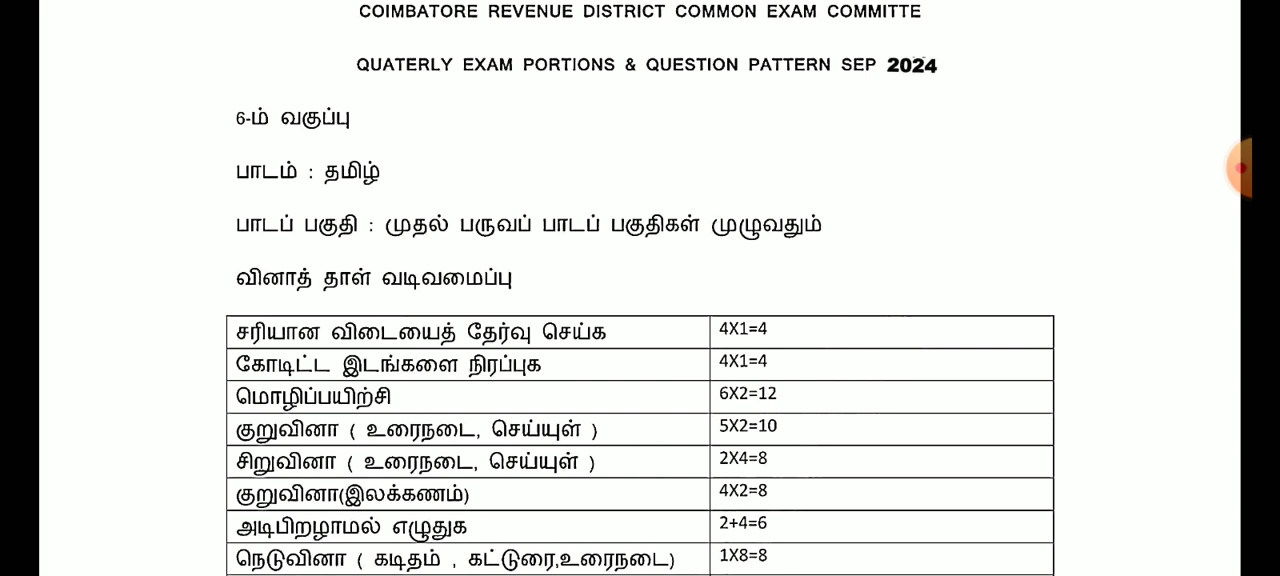 COIMBATORE REVENUE DISTRICT COMMON EXAM COMMITTE
QUATERLY EXAM PORTIONS & QUESTION PATTERN SEP 2024
6-ம் வகுப்பு
பாடம் : தமிழ்
பாடப் பகுதி : முதல் பருவப் பாடப் பகுதிகள் முழுவதும்
வினாத் தாள் வடிவமைப்பு
சரியான விடையைத் தேர்வு செய்க 4X1=4
கோடிட்ட இடங்களை நிரப்புக 4X1=4
மொழிப்பயிற்சி 6X2=12
குறுவினா ( உரைநடை, செய்யுள் ) 5X2=10
சிறுவினா ( உரைநடை, செய்யுள் ) 2X4=8
குறுவினா(இலக்கணம்) 4X2=8
அடிபிறழாமல் எழுதுக 2+4=6
நெடுவினா ( கடிதம் , கட்டுரை,உரைநடை) 1X8=8